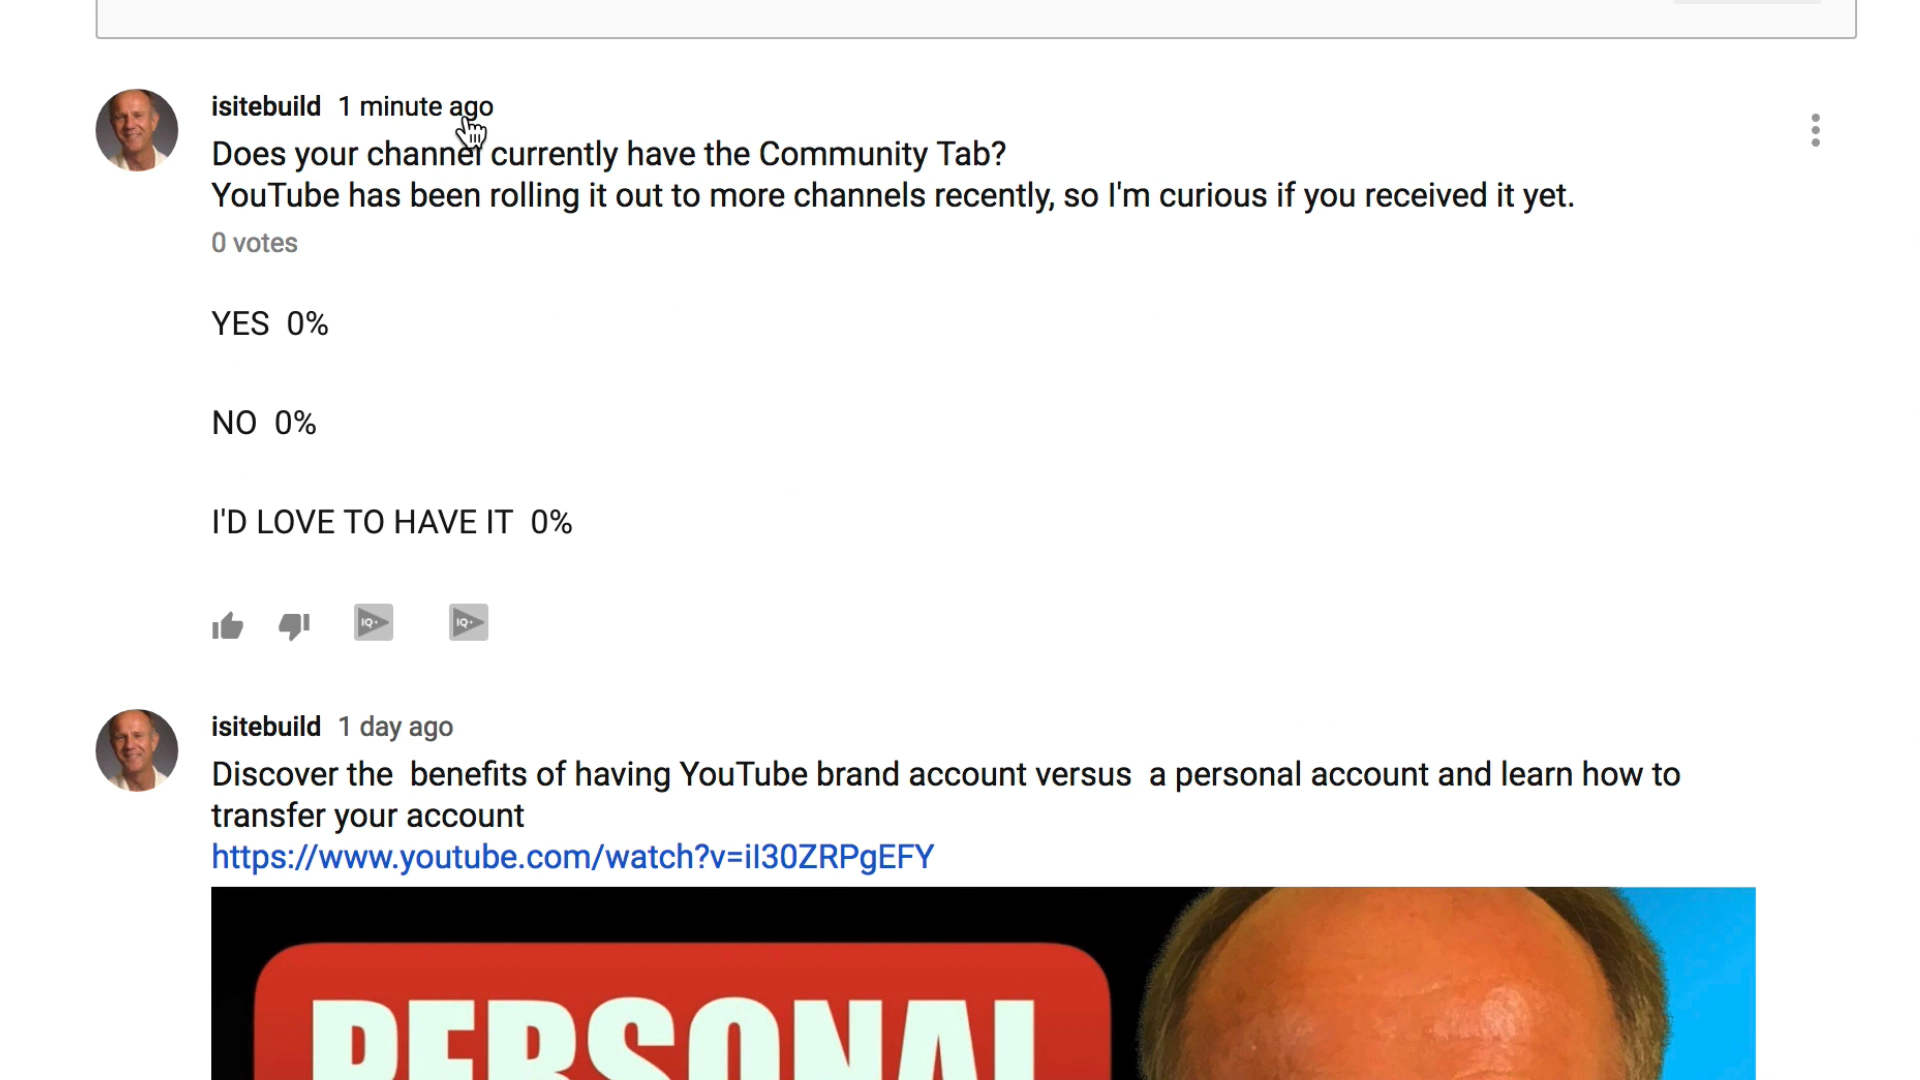 isitebuild 1 minute ago
Does your channel currently have the Community Tab?
YouTube has been rolling it out to more channels recently, so I'm curious if you received it yet.
0 votes
YES 0%
NO 0%
I'D LOVE TO HAVE IT 0%
IQ+ IQ+
isitebuild 1 day ago
Discover the benefits of having YouTube brand account versus a personal account and learn how to
transfer your account
https://www.youtube.com/watch?v=iI30ZRPgEFY
PERSONAL